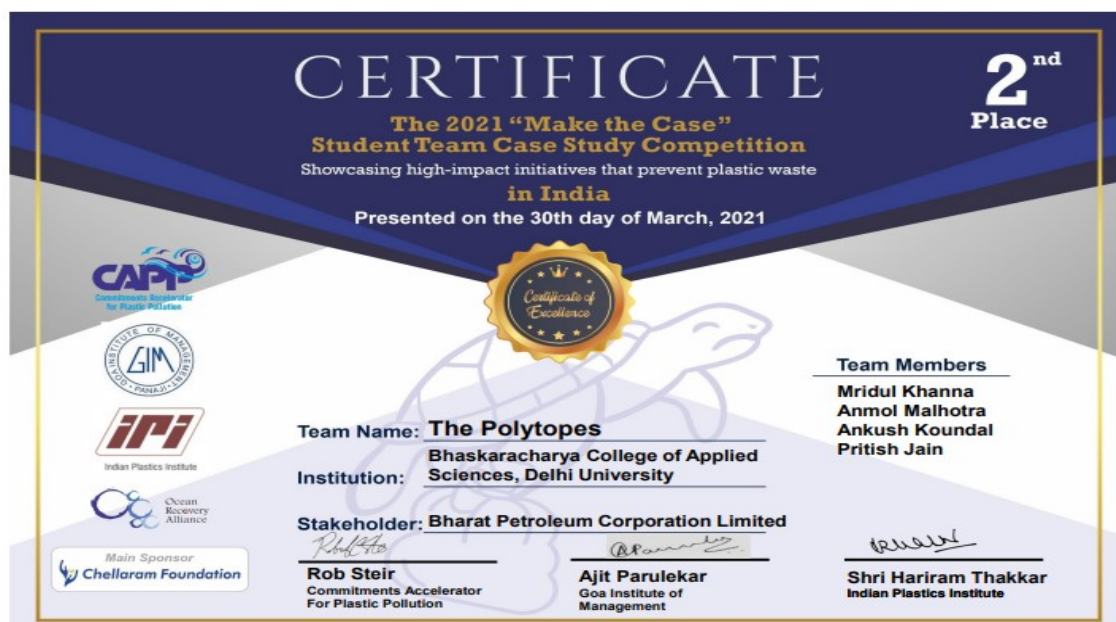 CERTIFICATE
2nd
Place
The 2021 “Make the Case”
Student Team Case Study Competition
Showcasing high-impact initiatives that prevent plastic waste
in India
Presented on the 30th day of March, 2021
Certificate of
Excellence
CAPP
Commitments Accelerator
for Plastic Pollution
GOA INSTITUTE OF MANAGEMENT
GIM
PANAJI
iPi
Indian Plastics Institute
Ocean
Recovery
Alliance
Main Sponsor
Chellaram Foundation
Team Members
Mridul Khanna
Anmol Malhotra
Ankush Koundal
Pritish Jain
Team Name: The Polytopes
Bhaskaracharya College of Applied
Institution: Sciences, Delhi University
Stakeholder: Bharat Petroleum Corporation Limited
Rob Steir
Commitments Accelerator
For Plastic Pollution
Ajit Parulekar
Goa Institute of
Management
Shri Hariram Thakkar
Indian Plastics Institute